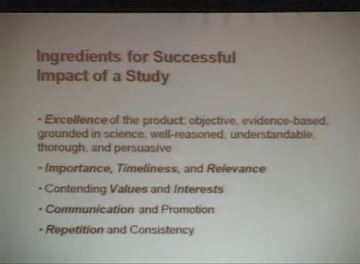 Ingredients for Successful
Impact of a Study
• Excellence of the product: objective, evidence-based,
grounded in science, well-reasoned, understandable,
thorough, and persuasive
• Importance, Timeliness, and Relevance
• Contending Values and Interests
• Communication and Promotion
• Repetition and Consistency